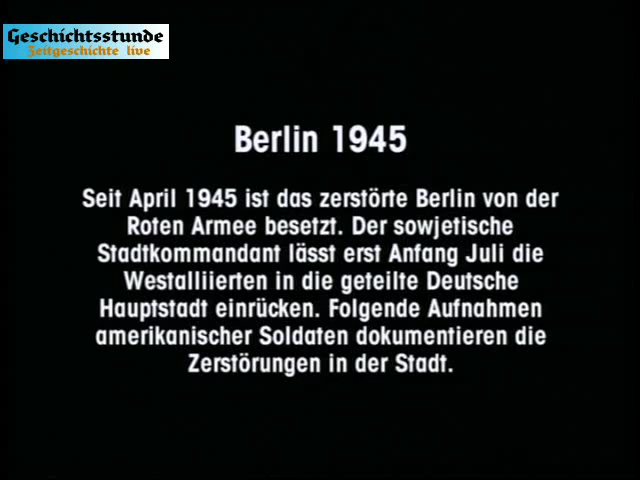 Geschichtsstunde
Zeitgeschichte live
Berlin 1945
Seit April 1945 ist das zerstörte Berlin von der
Roten Armee besetzt. Der sowjetische
Stadtkommandant lässt erst Anfang Juli die
Westalliierten in die geteilte Deutsche
Hauptstadt einrücken. Folgende Aufnahmen
amerikanischer Soldaten dokumentieren die
Zerstörungen in der Stadt.